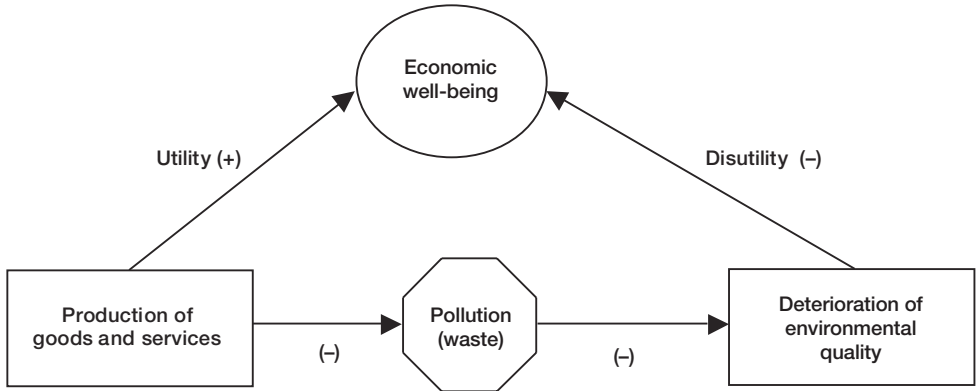 Economic
well-being
Utility (+)
Disutility (–)
Production of
goods and services
Pollution
(waste)
Deterioration of
environmental
quality
(–)
(–)